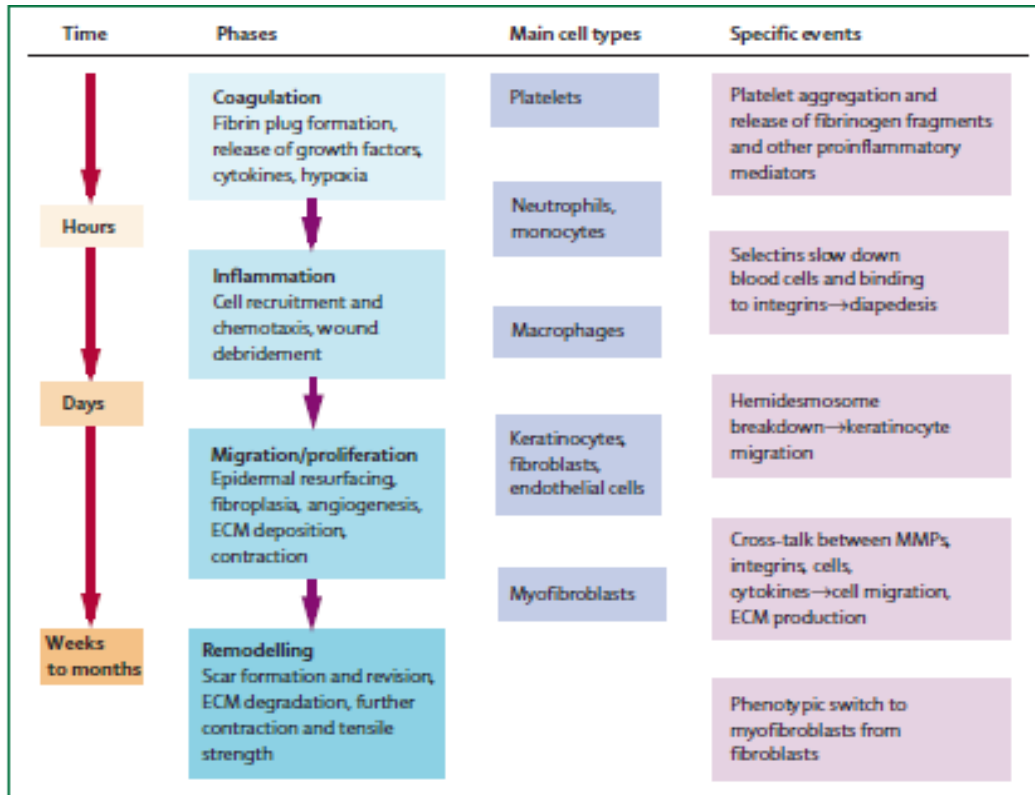 Time
Phases
Main cell types
Specific events
Hours
Days
Weeks
to months
Coagulation
Fibrin plug formation,
release of growth factors,
cytokines, hypoxia
Inflammation
Cell recruitment and
chemotaxis, wound
debridement
Migration/proliferation
Epidermal resurfacing,
fibroplasia, angiogenesis,
ECM deposition,
contraction
Remodelling
Scar formation and revision,
ECM degradation, further
contraction and tensile
strength
Platelets
Neutrophils,
monocytes
Macrophages
Keratinocytes,
fibroblasts,
endothelial cells
Myofibroblasts
Platelet aggregation and
release of fibrinogen fragments
and other proinflammatory
mediators
Selectins slow down
blood cells and binding
to integrins→diapedesis
Hemidesmosome
breakdown→keratinocyte
migration
Cross-talk between MMPs,
integrins, cells,
cytokines→cell migration,
ECM production
Phenotypic switch to
myofibroblasts from
fibroblasts